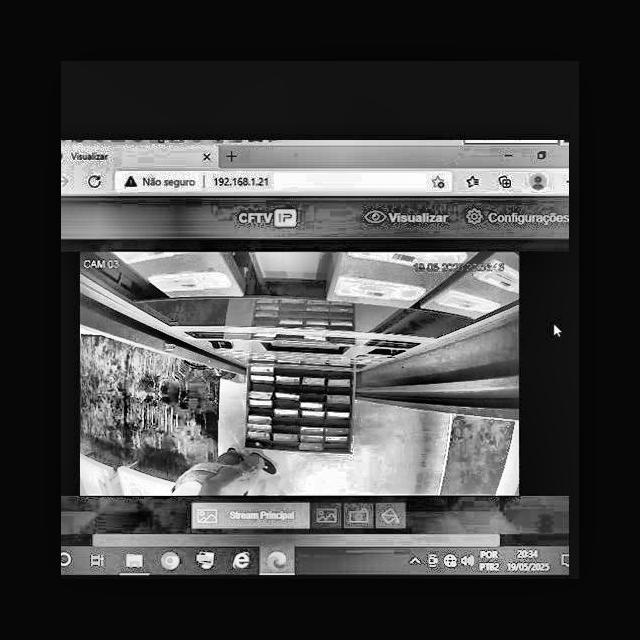 Visualizar
Não seguro | 192.168.1.21
CFTV IP
Visualizar
Configurações
CAM 03
Stream Principal
POR
PTB2
20:34
19/05/2025